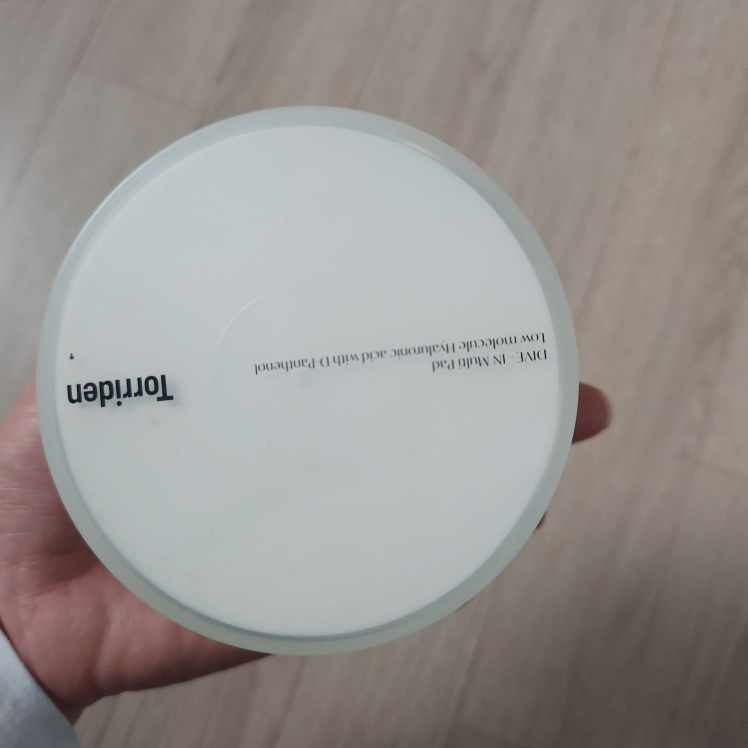 DIVE-IN Multi Pad
Low molecule Hyaluronic acid with D-Panthenol
Torriden